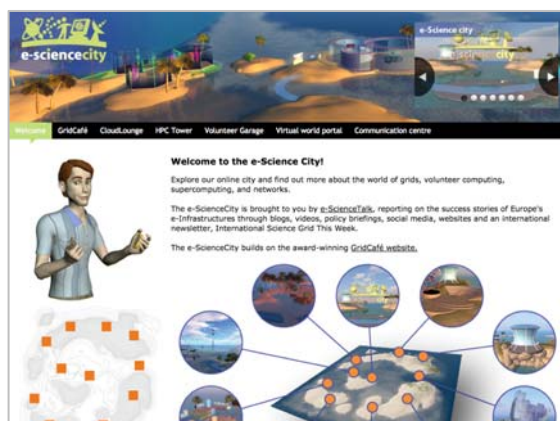 e-sciencecity
e-Science city
e-sciencecity
Welcome GridCafé CloudLounge HPC Tower Volunteer Garage Virtual world portal Communication centre
Welcome to the e-Science City!
Explore our online city and find out more about the world of grids, volunteer computing,
supercomputing, and networks.
The e-ScienceCity is brought to you by e-ScienceTalk, reporting on the success stories of Europe's
e-Infrastructures through blogs, videos, policy briefings, social media, websites and an international
newsletter, International Science Grid This Week.
The e-ScienceCity builds on the award-winning GridCafé website.